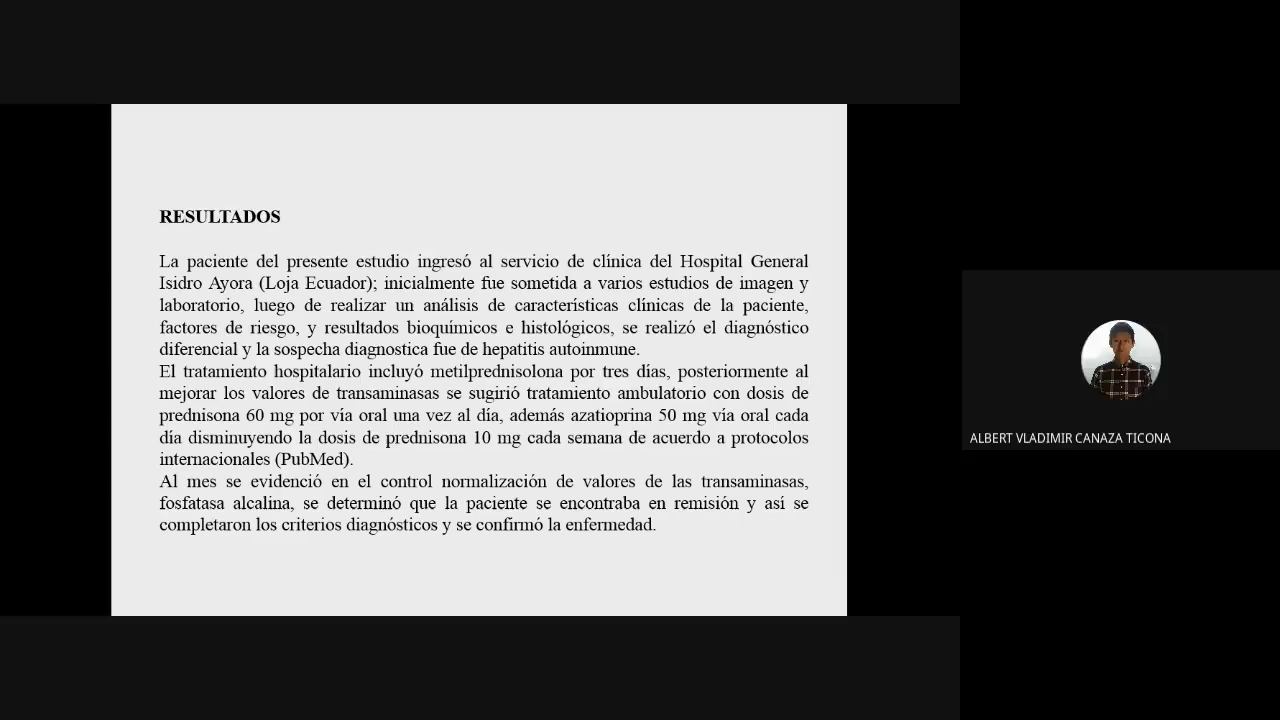 RESULTADOS
La paciente del presente estudio ingresó al servicio de clínica del Hospital General
Isidro Ayora (Loja Ecuador); inicialmente fue sometida a varios estudios de imagen y
laboratorio, luego de realizar un análisis de características clínicas de la paciente,
factores de riesgo, y resultados bioquímicos e histológicos, se realizó el diagnóstico
diferencial y la sospecha diagnostica fue de hepatitis autoinmune.
El tratamiento hospitalario incluyó metilprednisolona por tres días, posteriormente al
mejorar los valores de transaminasas se sugirió tratamiento ambulatorio con dosis de
prednisona 60 mg por vía oral una vez al día, además azatioprina 50 mg vía oral cada
día disminuyendo la dosis de prednisona 10 mg cada semana de acuerdo a protocolos
internacionales (PubMed).
Al mes se evidenció en el control normalización de valores de las transaminasas,
fosfatasa alcalina, se determinó que la paciente se encontraba en remisión y así se
completaron los criterios diagnósticos y se confirmó la enfermedad.
ALBERT VLADIMIR CANAZA TICONA